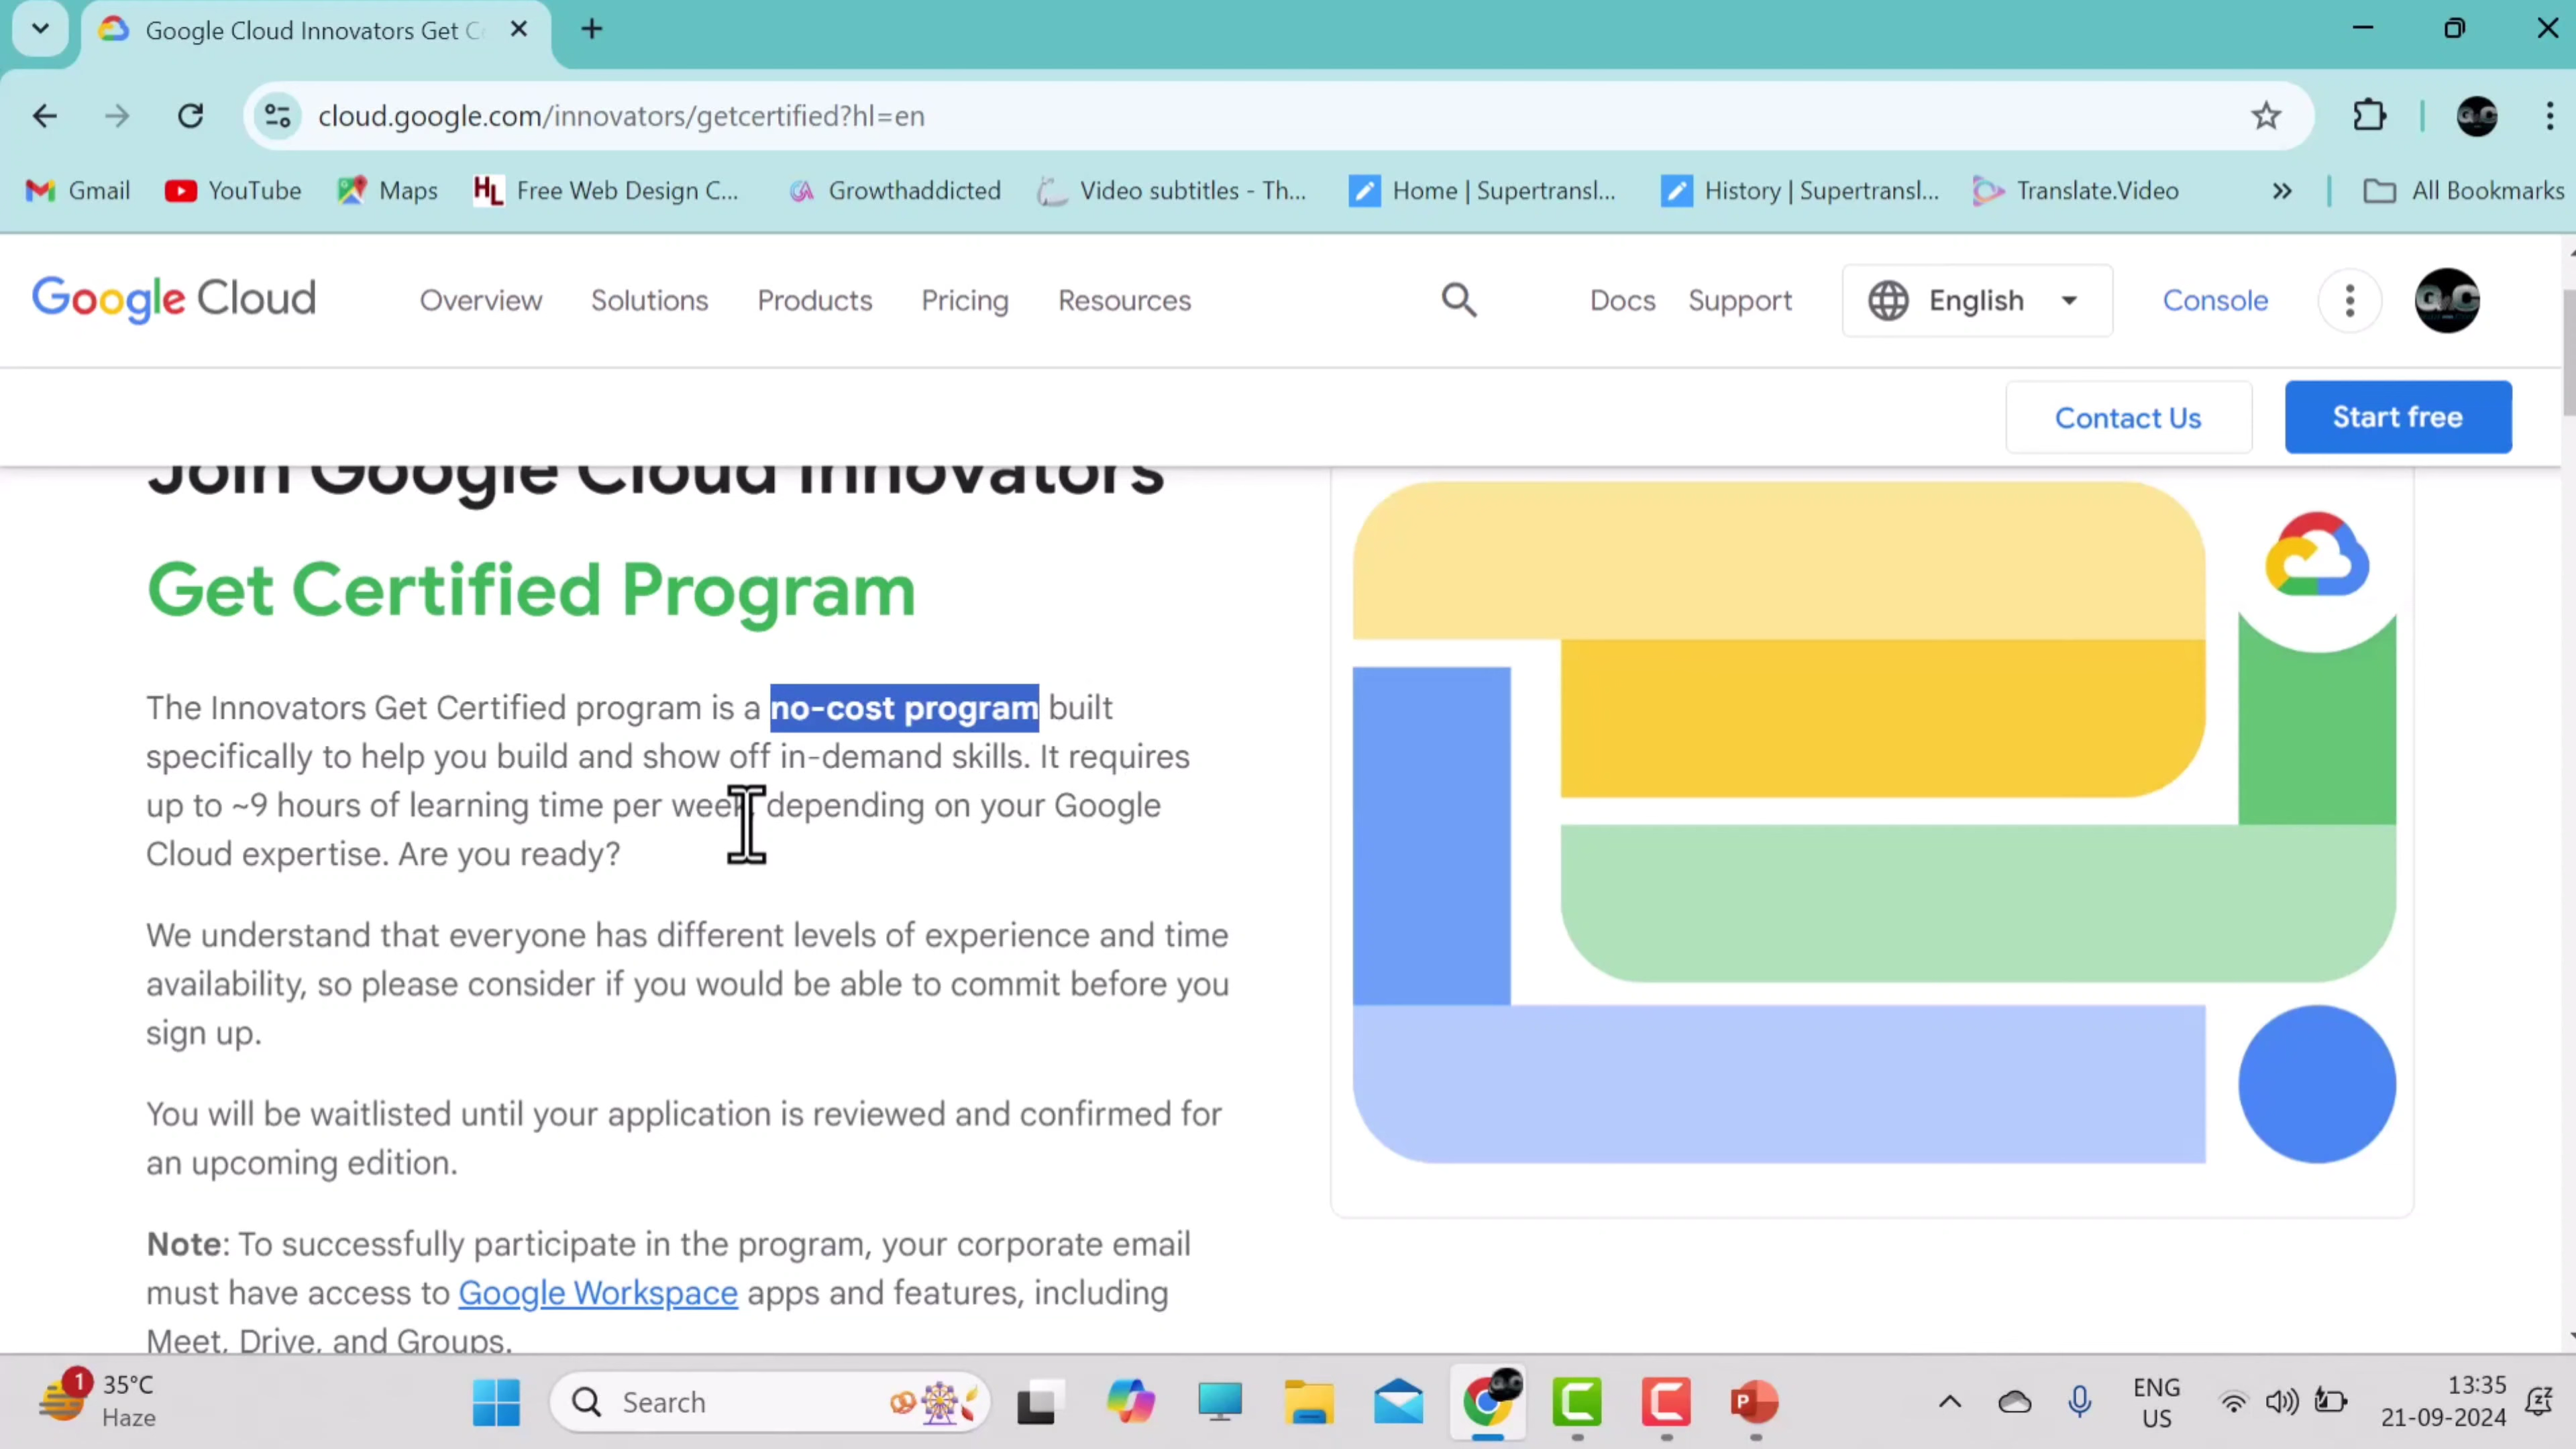 Google Cloud Innovators Get C
cloud.google.com/innovators/getcertified?hl=en
Gmail
YouTube
Maps
HL
Free Web Design C...
Growthaddicted
Video subtitles - Th...
Home | Supertransl...
History | Supertransl...
Translate.Video
All Bookmarks
Google Cloud
Overview
Solutions
Products
Pricing
Resources
Docs
Support
English
Console
Contact Us
Start free
Join Google Cloud Innovators
Get Certified Program
The Innovators Get Certified program is a no-cost program built
specifically to help you build and show off in-demand skills. It requires
up to ~9 hours of learning time per week, depending on your Google
Cloud expertise. Are you ready?
We understand that everyone has different levels of experience and time
availability, so please consider if you would be able to commit before you
sign up.
You will be waitlisted until your application is reviewed and confirmed for
an upcoming edition.
Note: To successfully participate in the program, your corporate email
must have access to Google Workspace apps and features, including
Meet, Drive, and Groups.
1
35°C
Haze
Search
P
ENG
US
13:35
21-09-2024